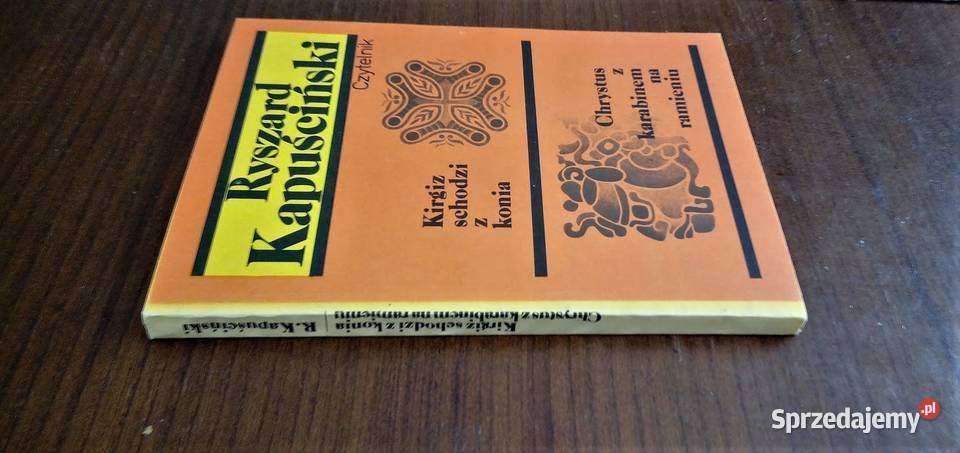 Ryszard
Kapuściński
Czytelnik
Kirgiz
schodzi
z
konia
Chrystus
z
karabinem
na
ramieniu
R. Kapuściński
Kirgiz schodzi z konia
Chrystus z karabinem na ramieniu
Sprzedajemy.pl